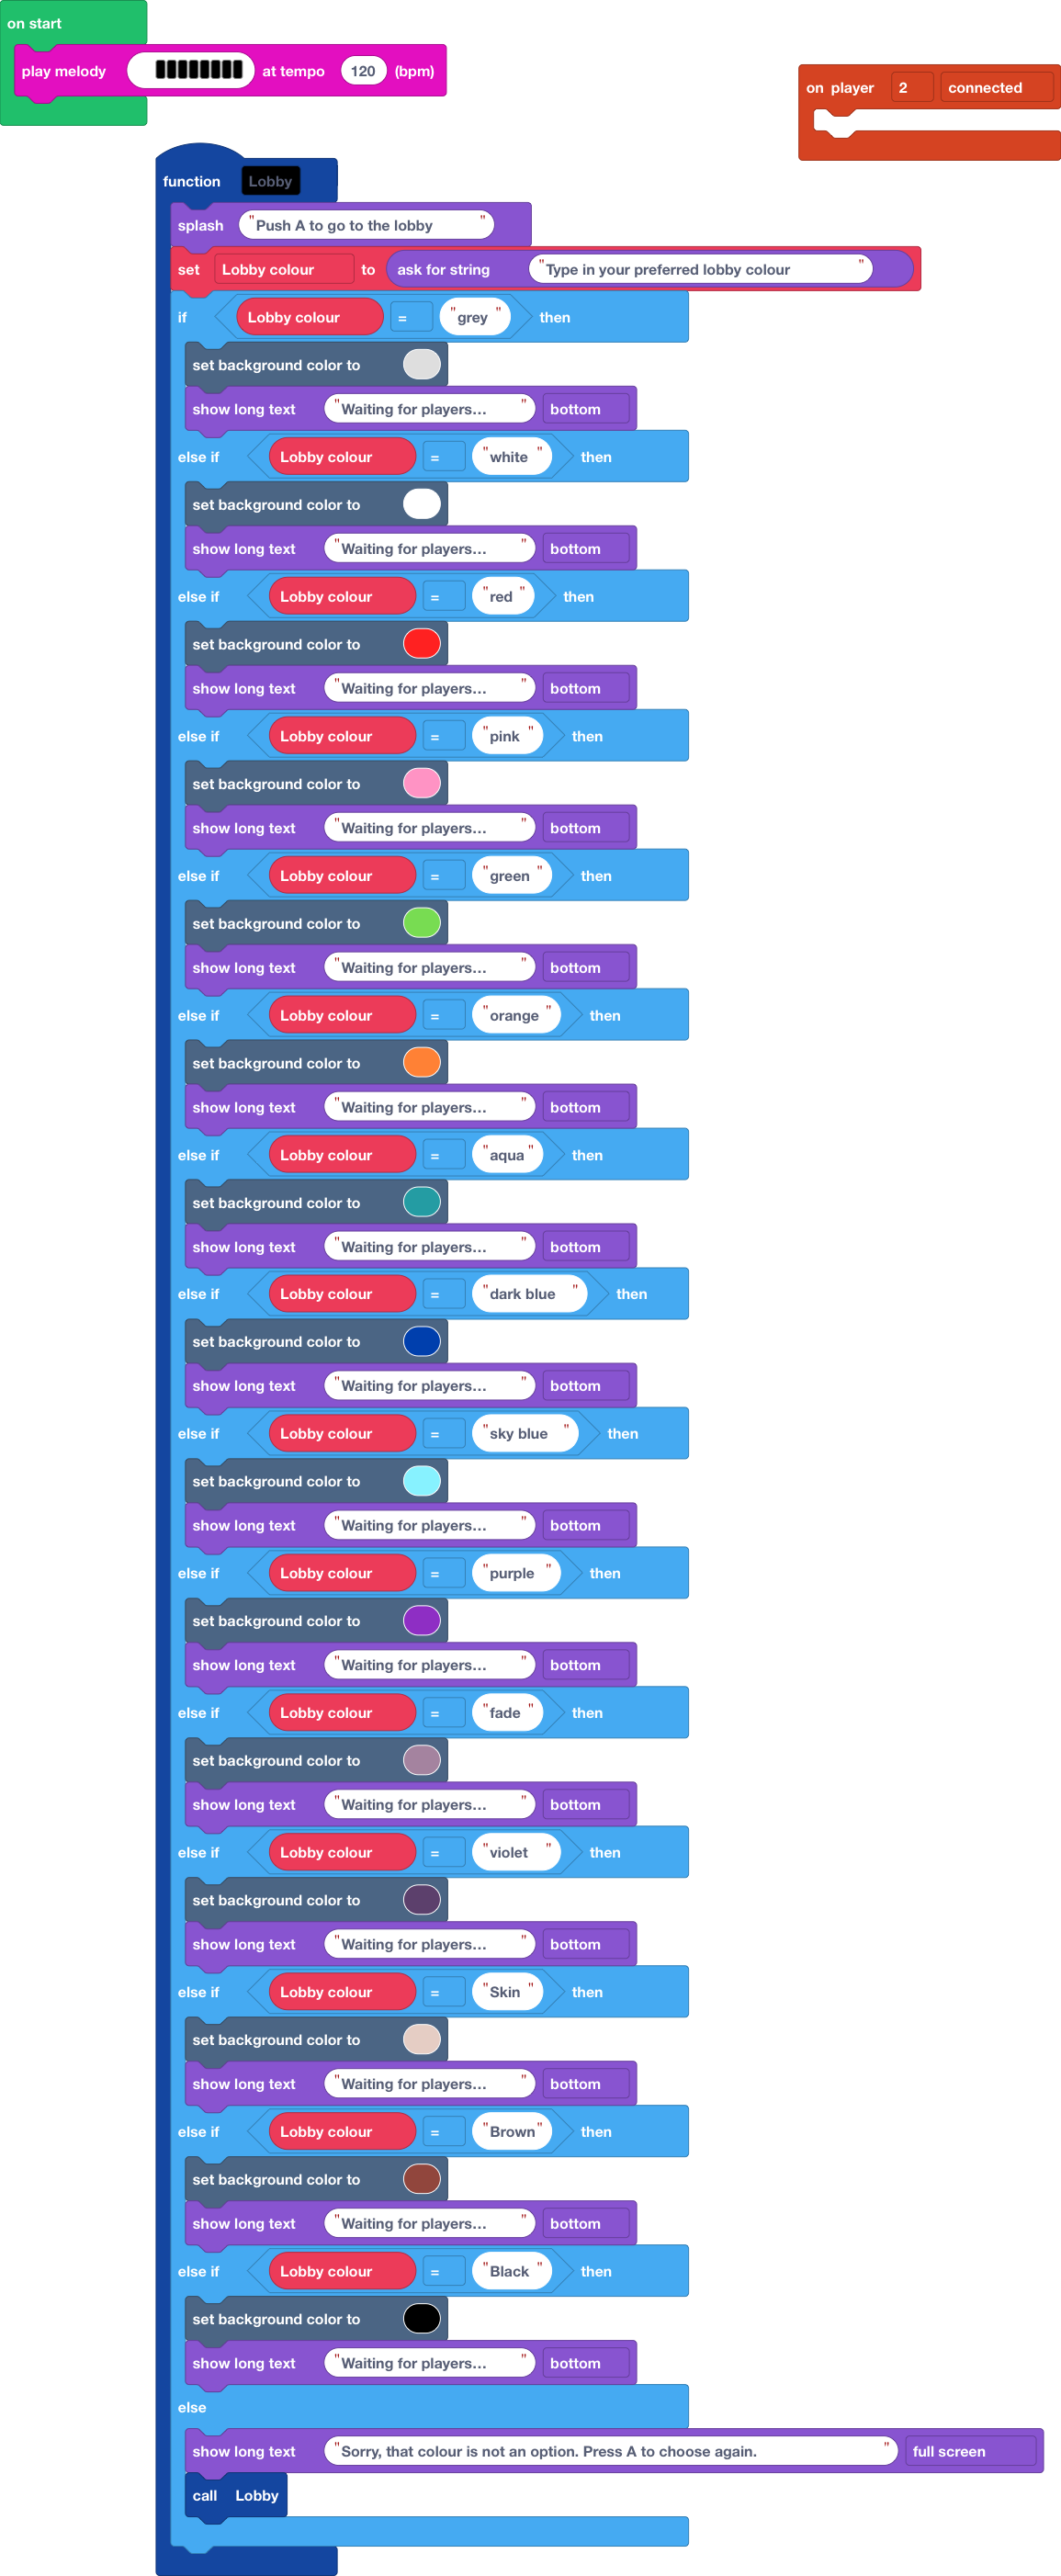 on start
play melody at tempo 120 (bpm)
on player 2 connected
function Lobby
splash "Push A to go to the lobby"
set Lobby colour to ask for string "Type in your preferred lobby colour"
if Lobby colour = "grey" then
set background color to
show long text "Waiting for players..." bottom
else if Lobby colour = "white" then
set background color to
show long text "Waiting for players..." bottom
else if Lobby colour = "red" then
set background color to
show long text "Waiting for players..." bottom
else if Lobby colour = "pink" then
set background color to
show long text "Waiting for players..." bottom
else if Lobby colour = "green" then
set background color to
show long text "Waiting for players..." bottom
else if Lobby colour = "orange" then
set background color to
show long text "Waiting for players..." bottom
else if Lobby colour = "aqua" then
set background color to
show long text "Waiting for players..." bottom
else if Lobby colour = "dark blue" then
set background color to
show long text "Waiting for players..." bottom
else if Lobby colour = "sky blue" then
set background color to
show long text "Waiting for players..." bottom
else if Lobby colour = "purple" then
set background color to
show long text "Waiting for players..." bottom
else if Lobby colour = "fade" then
set background color to
show long text "Waiting for players..." bottom
else if Lobby colour = "violet" then
set background color to
show long text "Waiting for players..." bottom
else if Lobby colour = "Skin" then
set background color to
show long text "Waiting for players..." bottom
else if Lobby colour = "Brown" then
set background color to
show long text "Waiting for players..." bottom
else if Lobby colour = "Black" then
set background color to
show long text "Waiting for players..." bottom
else
show long text "Sorry, that colour is not an option. Press A to choose again." full screen
call Lobby